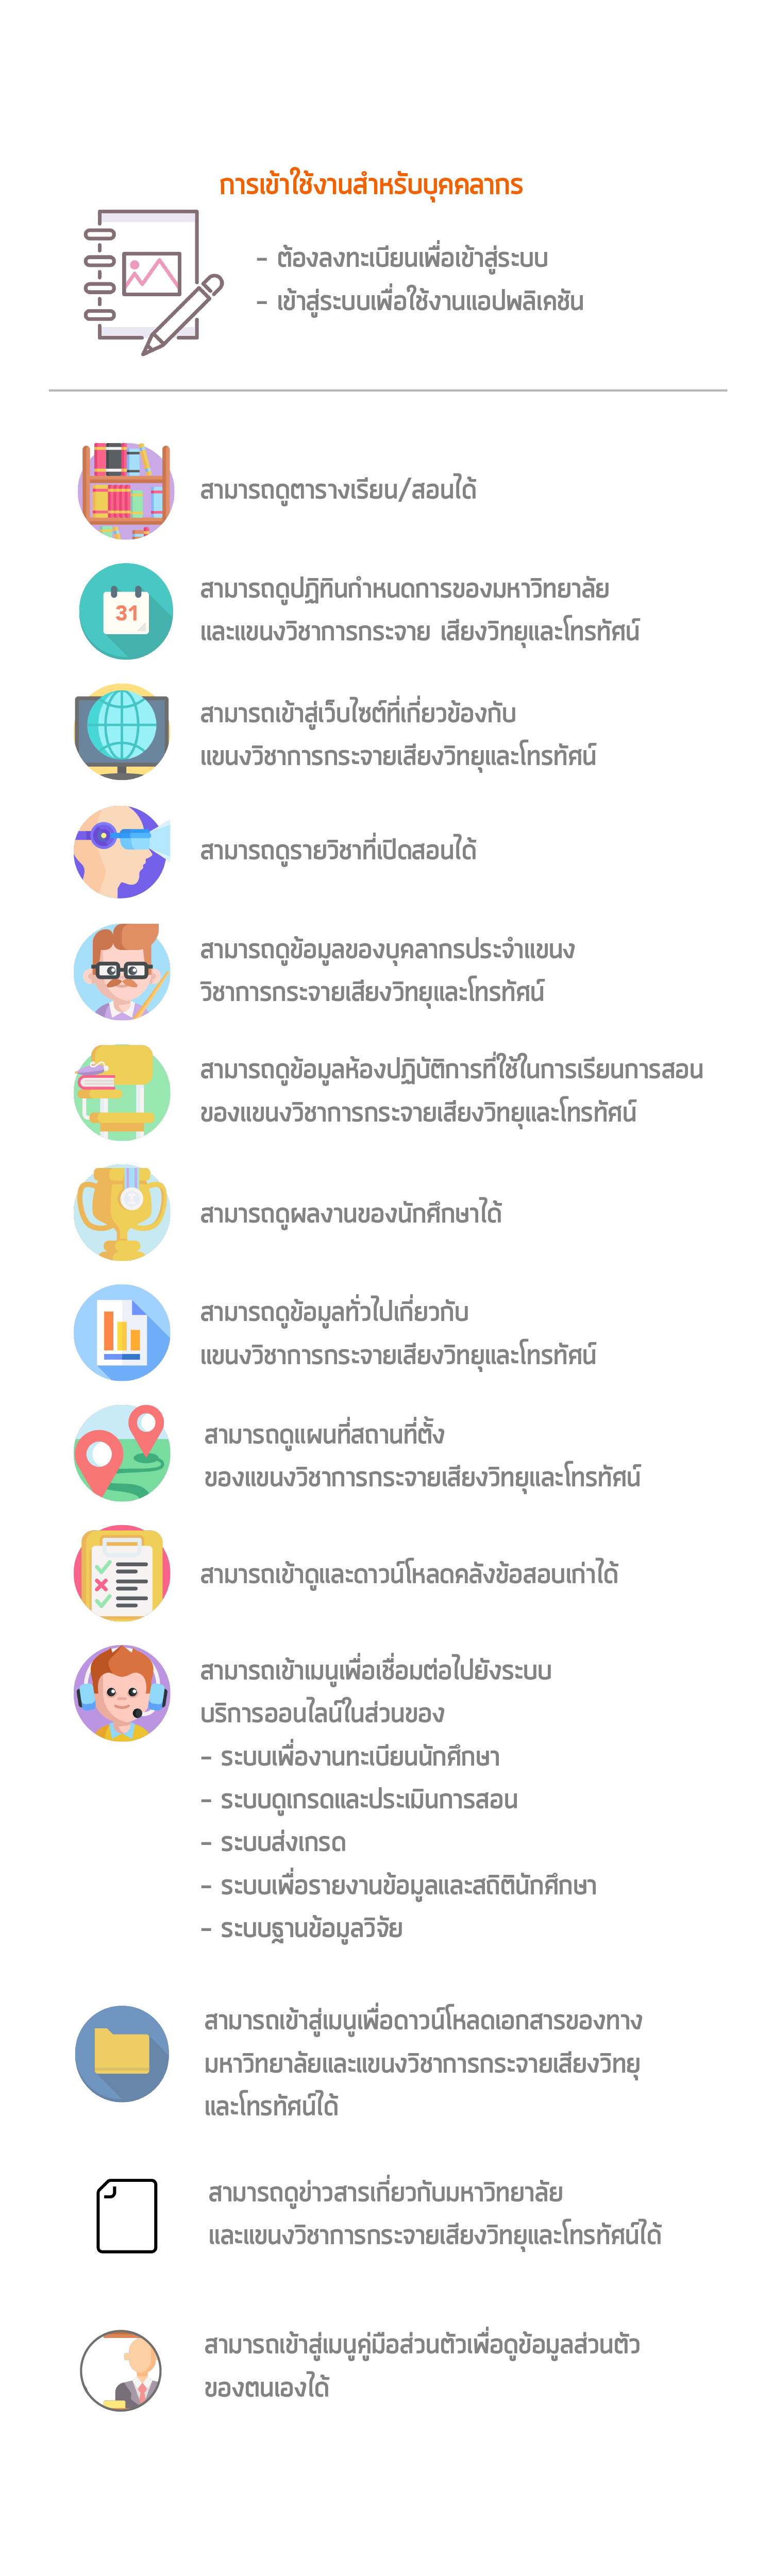 การเข้าใช้งานสำหรับบุคคลากร
- ต้องลงทะเบียนเพื่อเข้าสู่ระบบ
- เข้าสู่ระบบเพื่อใช้งานแอปพลิเคชัน
สามารถดูตารางเรียน/สอนได้
31
สามารถดูปฏิทินกำหนดการของมหาวิทยาลัย
และแขนงวิชาการกระจาย เสียงวิทยุและโทรทัศน์
สามารถเข้าสู่เว็บไซต์ที่เกี่ยวข้องกับ
แขนงวิชาการกระจายเสียงวิทยุและโทรทัศน์
สามารถดูรายวิชาที่เปิดสอนได้
สามารถดูข้อมูลของบุคลากรประจำแขนง
วิชาการกระจายเสียงวิทยุและโทรทัศน์
สามารถดูข้อมูลห้องปฏิบัติการที่ใช้ในการเรียนการสอน
ของแขนงวิชาการกระจายเสียงวิทยุและโทรทัศน์
สามารถดูผลงานของนักศึกษาได้
สามารถดูข้อมูลทั่วไปเกี่ยวกับ
แขนงวิชาการกระจายเสียงวิทยุและโทรทัศน์
สามารถดูแผนที่สถานที่ตั้ง
ของแขนงวิชาการกระจายเสียงวิทยุและโทรทัศน์
สามารถเข้าดูและดาวน์โหลดคลังข้อสอบเก่าได้
สามารถเข้าเมนูเพื่อเชื่อมต่อไปยังระบบ
บริการออนไลน์ในส่วนของ
- ระบบเพื่องานทะเบียนนักศึกษา
- ระบบดูเกรดและประเมินการสอน
- ระบบส่งเกรด
- ระบบเพื่อรายงานข้อมูลและสถิตินักศึกษา
- ระบบฐานข้อมูลวิจัย
สามารถเข้าสู่เมนูเพื่อดาวน์โหลดเอกสารของทาง
มหาวิทยาลัยและแขนงวิชาการกระจายเสียงวิทยุ
และโทรทัศน์ได้
สามารถดูข่าวสารเกี่ยวกับมหาวิทยาลัย
และแขนงวิชาการกระจายเสียงวิทยุและโทรทัศน์ได้
สามารถเข้าสู่เมนูคู่มือส่วนตัวเพื่อดูข้อมูลส่วนตัว
ของตนเองได้